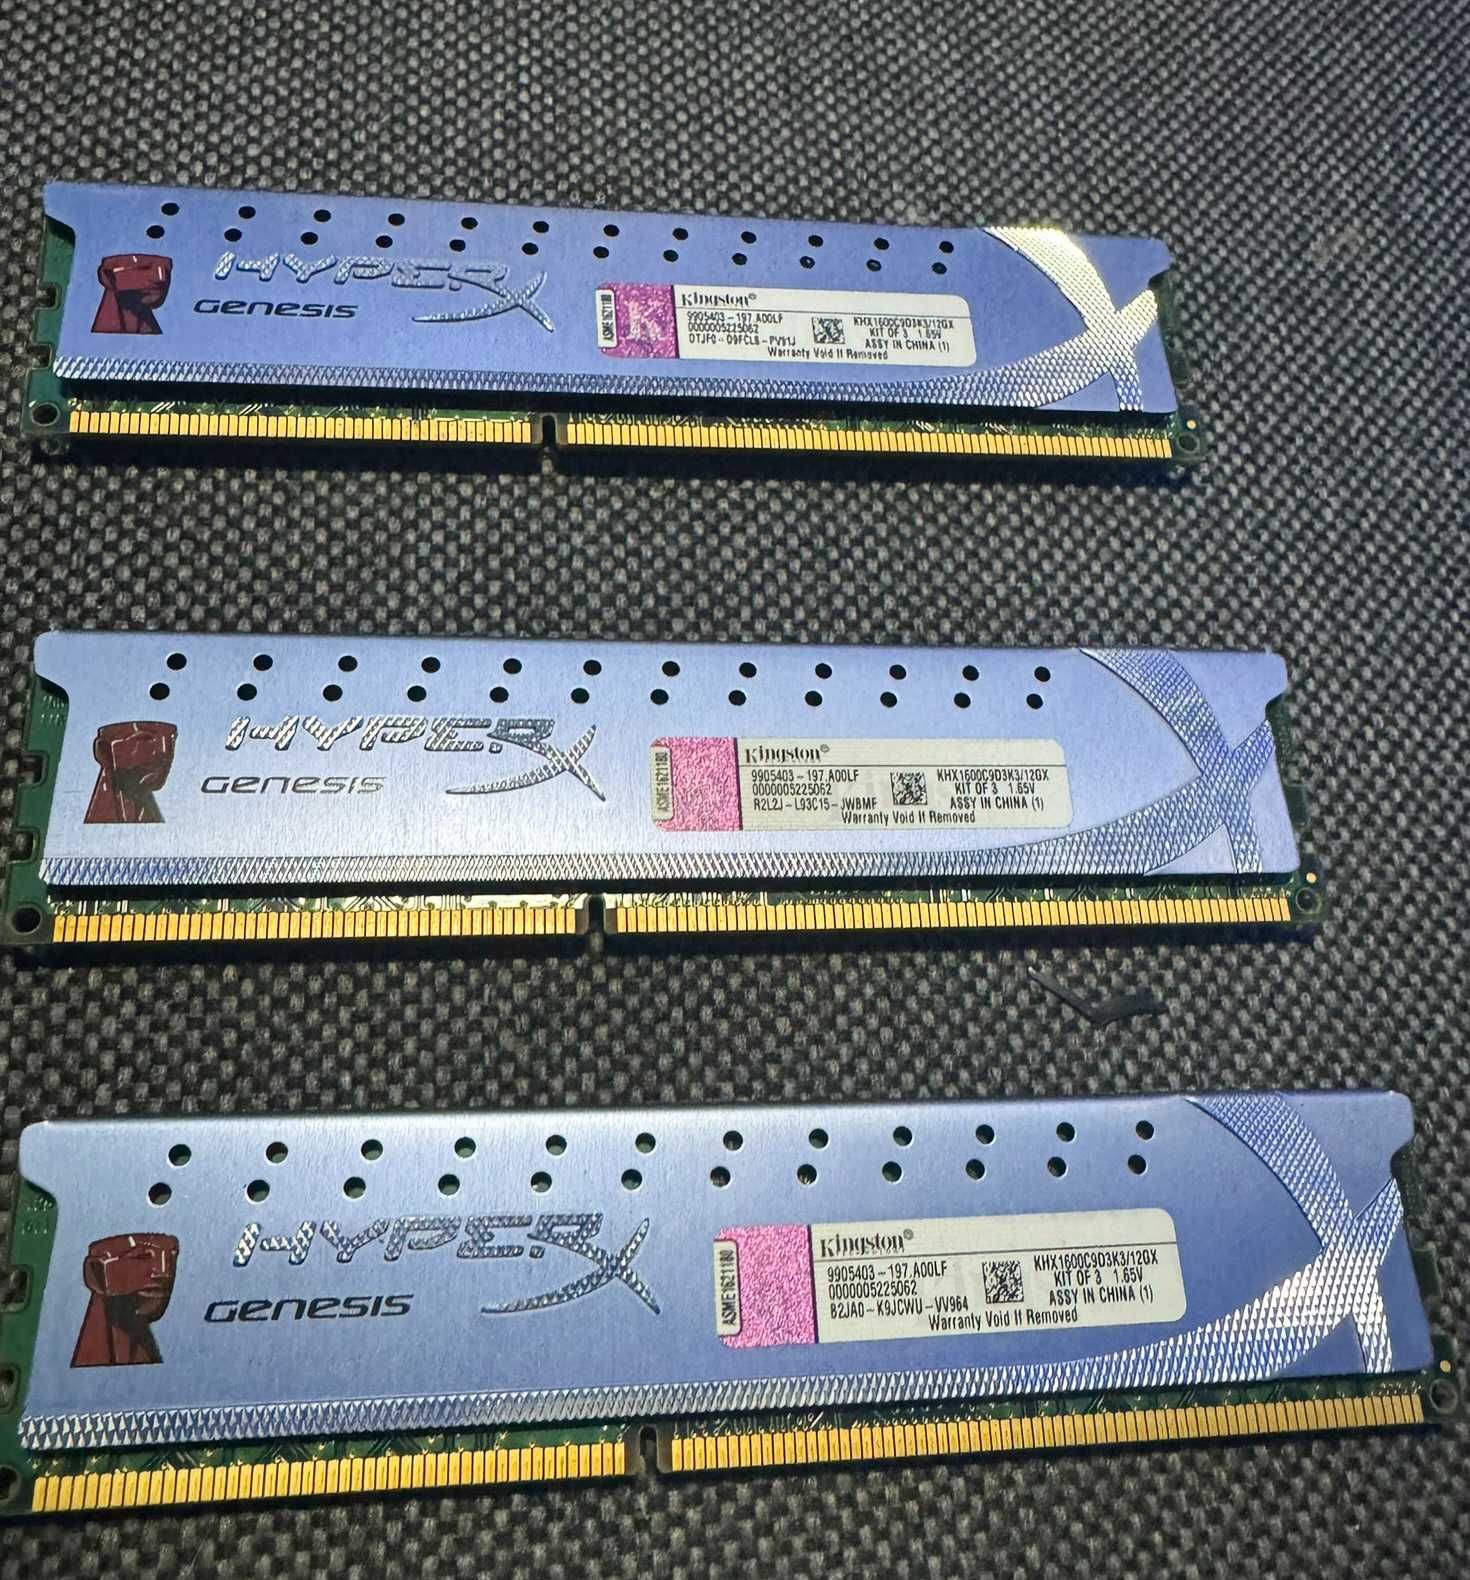 HYPERX
Genesis
ASME1621180
K
Kingston®
9905403-197.A00LF
0000005225062
KHX1600C9D3K3/12GX
KIT OF 3 1.65V
ASSY IN CHINA (1)
Warranty Void If Removed
HYPERX
Genesis
ASME1621180
Kingston®
9905403-197.A00LF
0000005225062
R2L2J-L93C15-JWBMF
KHX1600C9D3K3/12GX
KIT OF 3 1.65V
ASSY IN CHINA (1)
Warranty Void If Removed
HYPERX
Genesis
ASME1621180
Kingston®
9905403-197.A00LF
0000005225062
B2JA0-K9JCWU-VV964
KHX1600C9D3K3/12GX
KIT OF 3 1.65V
ASSY IN CHINA (1)
Warranty Void If Removed